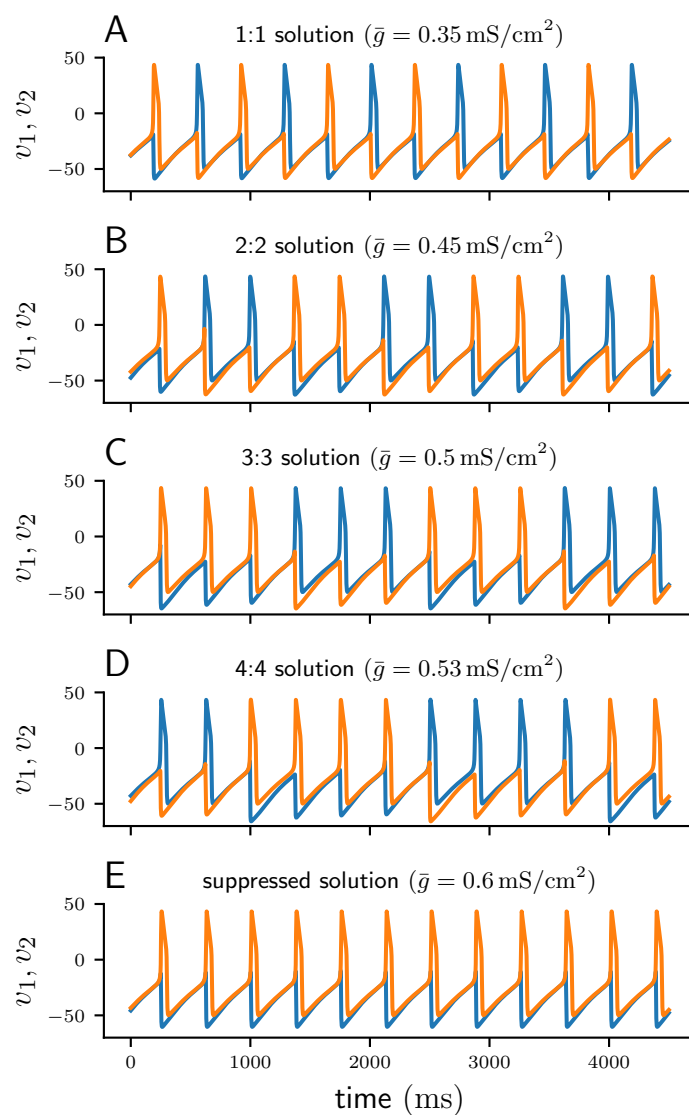 A
1:1 solution (ḡ = 0.35 mS/cm²)
50
0
−50
v₁, v₂
B
2:2 solution (ḡ = 0.45 mS/cm²)
50
0
−50
v₁, v₂
C
3:3 solution (ḡ = 0.5 mS/cm²)
50
0
−50
v₁, v₂
D
4:4 solution (ḡ = 0.53 mS/cm²)
50
0
−50
v₁, v₂
E
suppressed solution (ḡ = 0.6 mS/cm²)
50
0
−50
v₁, v₂
0 1000 2000 3000 4000
time (ms)